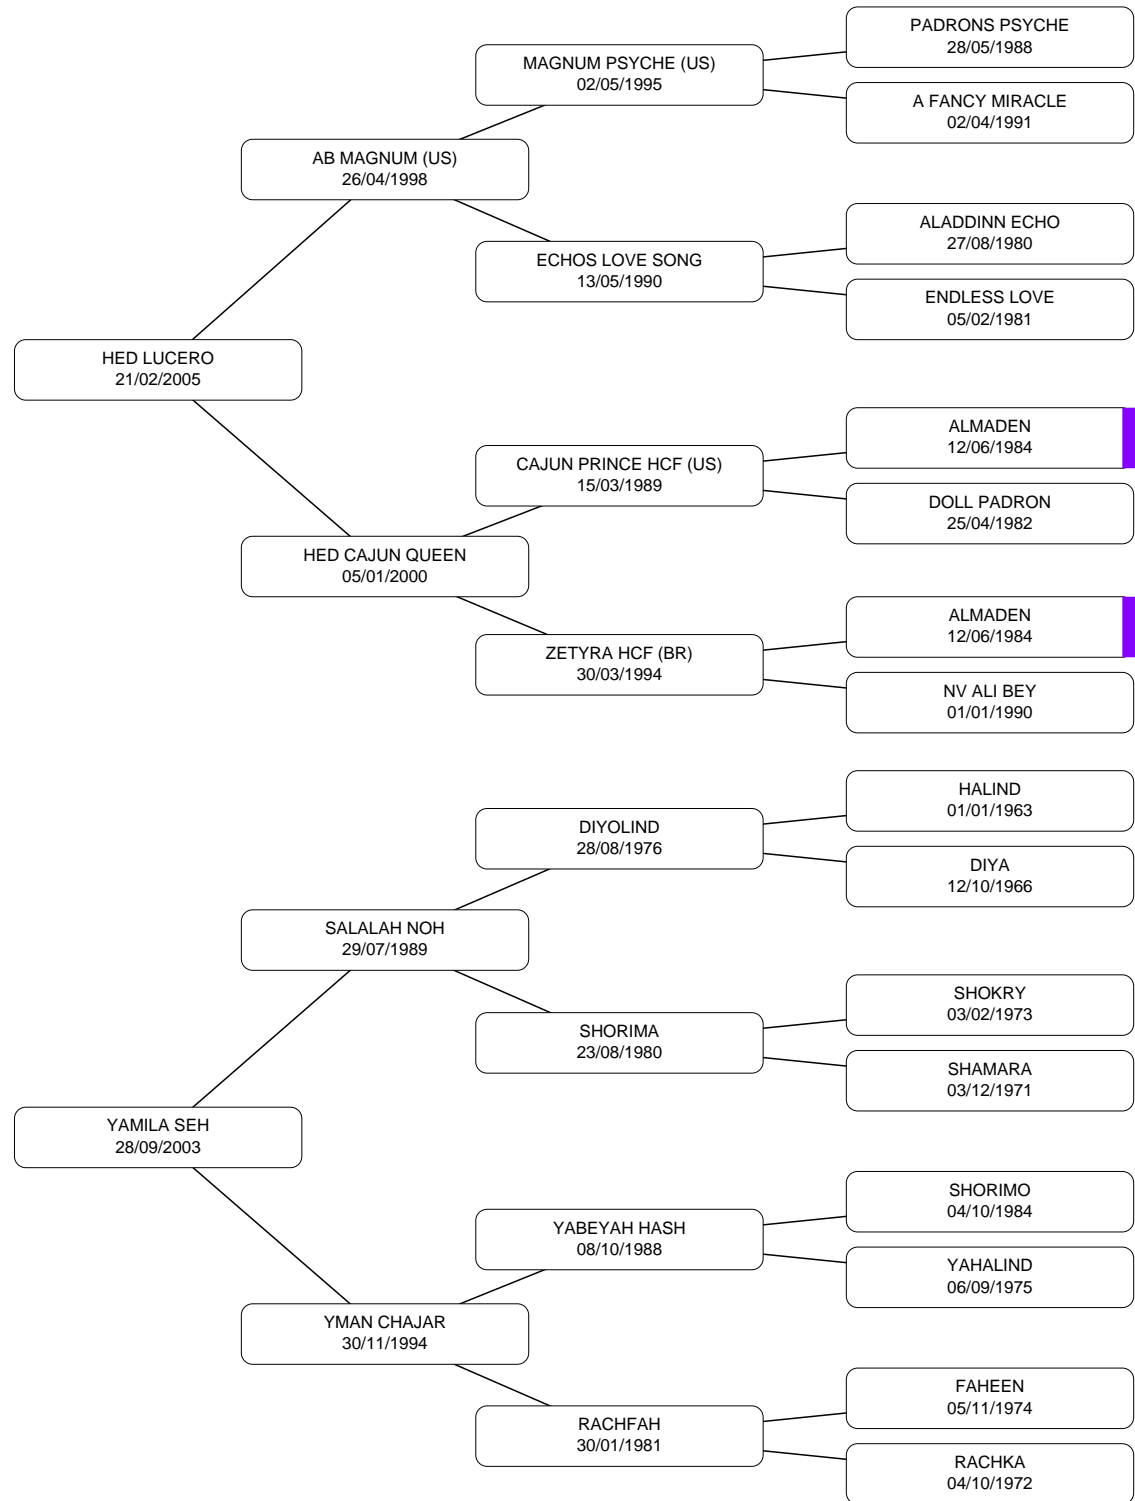 PADRONS PSYCHE
28/05/1988
MAGNUM PSYCHE (US)
02/05/1995
A FANCY MIRACLE
02/04/1991
AB MAGNUM (US)
26/04/1998
ALADDINN ECHO
27/08/1980
ECHOS LOVE SONG
13/05/1990
ENDLESS LOVE
05/02/1981
HED LUCERO
21/02/2005
ALMADEN
12/06/1984
CAJUN PRINCE HCF (US)
15/03/1989
DOLL PADRON
25/04/1982
HED CAJUN QUEEN
05/01/2000
ALMADEN
12/06/1984
ZETYRA HCF (BR)
30/03/1994
NV ALI BEY
01/01/1990
HALIND
01/01/1963
DIYOLIND
28/08/1976
DIYA
12/10/1966
SALALAH NOH
29/07/1989
SHOKRY
03/02/1973
SHORIMA
23/08/1980
SHAMARA
03/12/1971
YAMILA SEH
28/09/2003
SHORIMO
04/10/1984
YABEYAH HASH
08/10/1988
YAHALIND
06/09/1975
YMAN CHAJAR
30/11/1994
FAHEEN
05/11/1974
RACHFAH
30/01/1981
RACHKA
04/10/1972